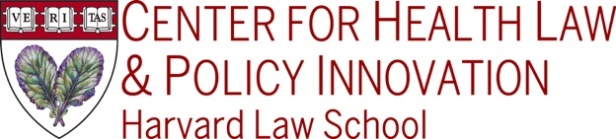 VE RI TAS
CENTER FOR HEALTH LAW
& POLICY INNOVATION
Harvard Law School